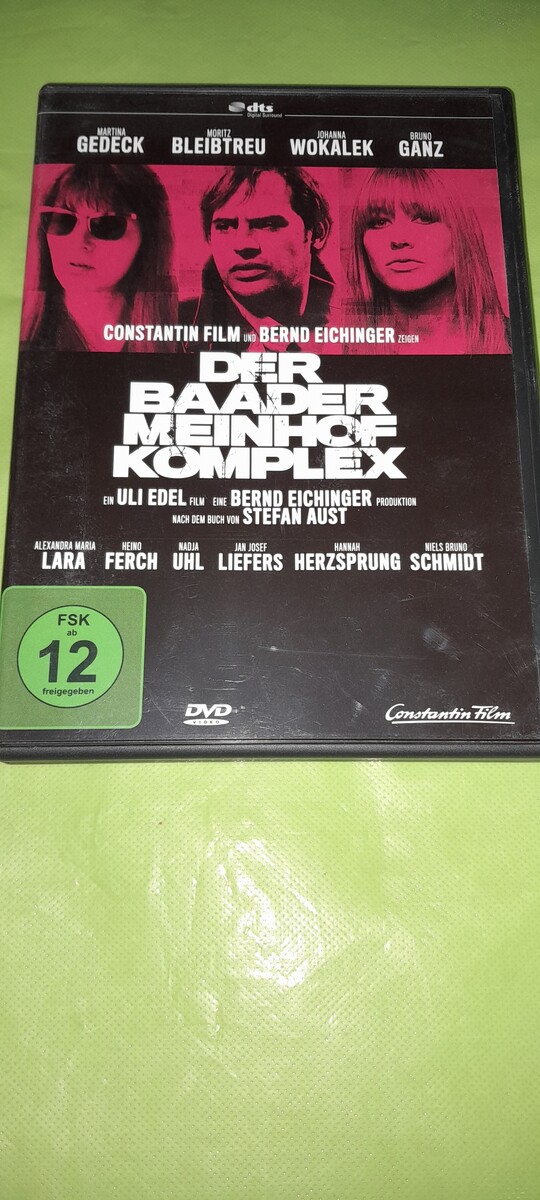 dts
Digital Surround
MARTINA GEDECK
MORITZ BLEIBTREU
JOHANNA WOKALEK
BRUNO GANZ
CONSTANTIN FILM UND BERND EICHINGER ZEIGEN
DER
BAADER
MEINHOF
KOMPLEX
EIN ULI EDEL FILM EINE BERND EICHINGER PRODUKTION
NACH DEM BUCH VON STEFAN AUST
ALEXANDRA MARIA LARA
HEINO FERCH
NADJA UHL
JAN JOSEF LIEFERS
HANNAH HERZSPRUNG
NIELS BRUNO SCHMIDT
FSK
ab
12
freigegeben
DVD
VIDEO
Constantin Film